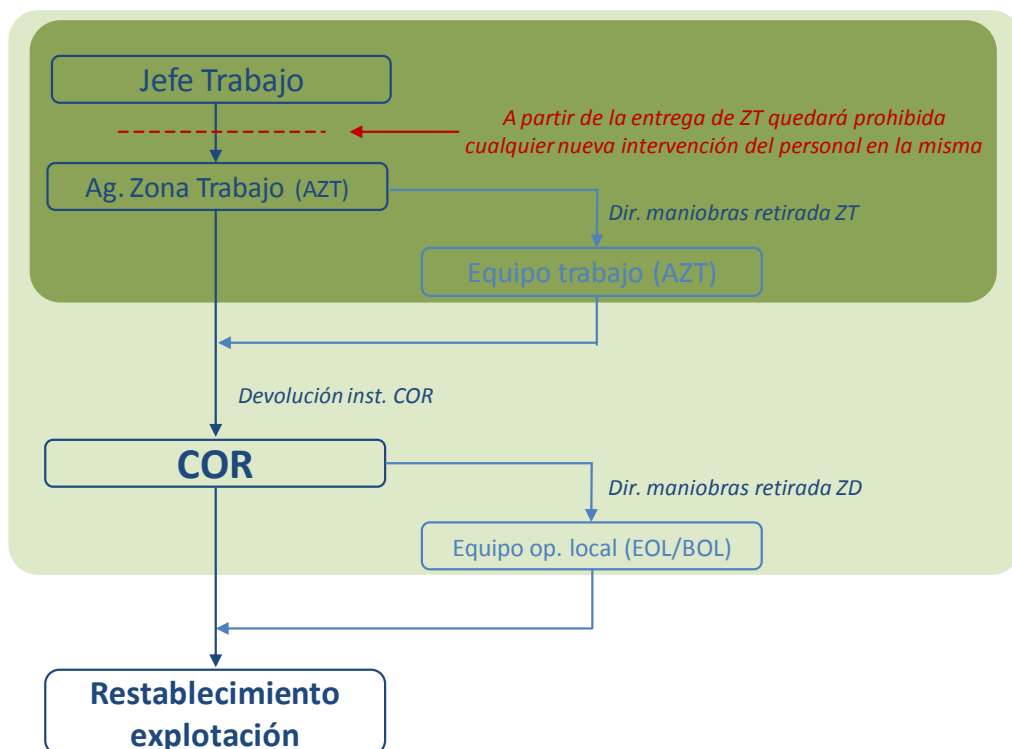 Jefe Trabajo
A partir de la entrega de ZT quedará prohibida
cualquier nueva intervención del personal en la misma
Ag. Zona Trabajo (AZT)
Dir. maniobras retirada ZT
Equipo trabajo (AZT)
Devolución inst. COR
COR
Dir. maniobras retirada ZD
Equipo op. local (EOL/BOL)
Restablecimiento
explotación